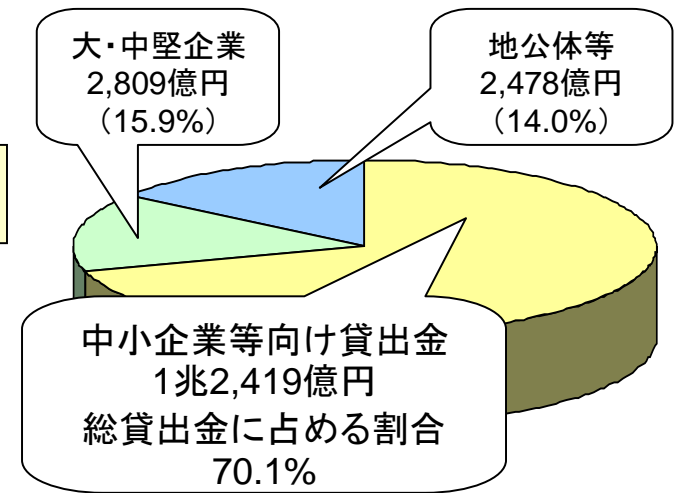 大・中堅企業
2,809億円
（15.9%）
地公体等
2,478億円
（14.0%）
中小企業等向け貸出金
1兆2,419億円
総貸出金に占める割合
70.1%